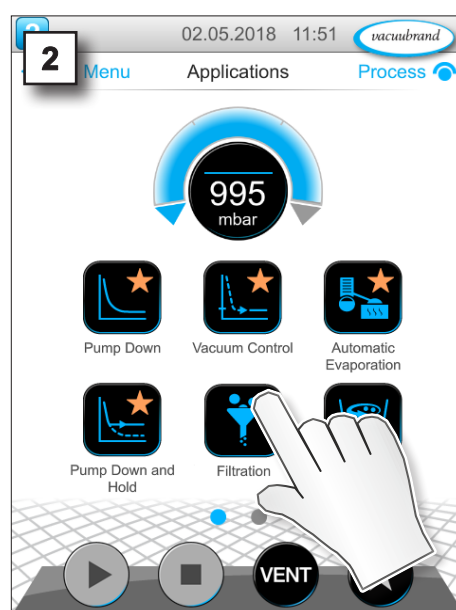 02.05.2018 11:51 vacuubrand
2 Menu Applications Process
995
mbar
Pump Down Vacuum Control Automatic
Evaporation
Pump Down and
Hold
Filtration
VENT